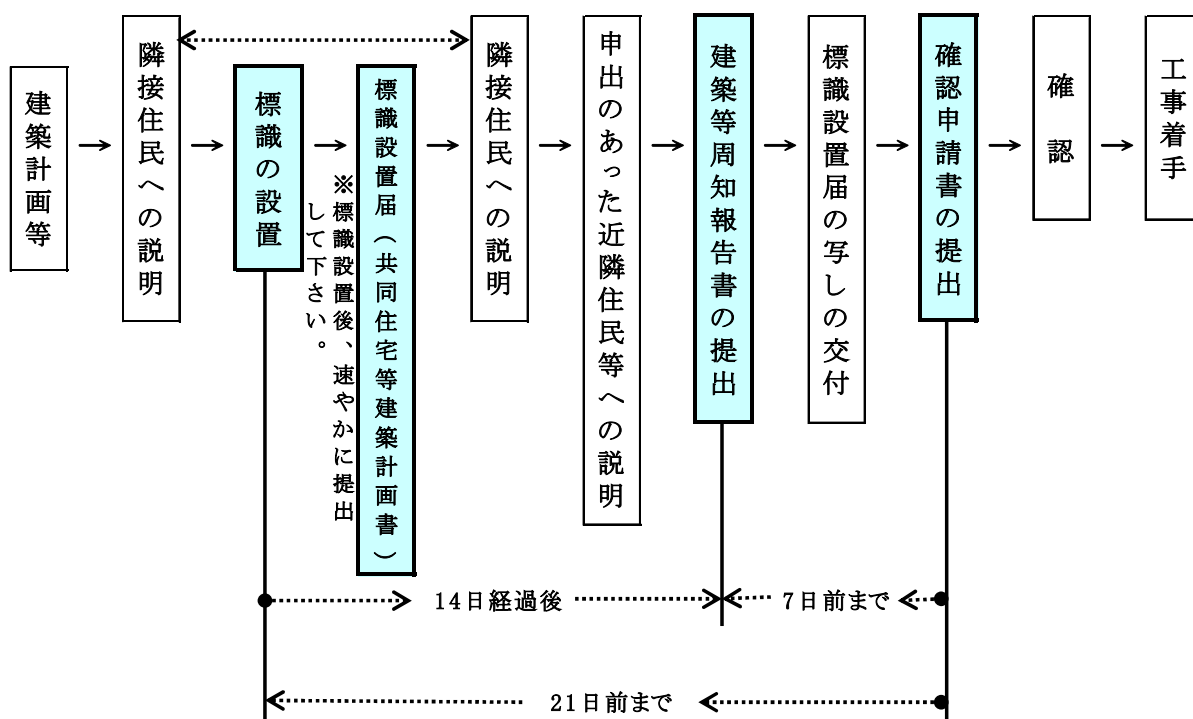 建築計画等
隣接住民への説明
標識の設置
標識設置届（共同住宅等建築計画書）
※標識設置後、速やかに提出
して下さい。
隣接住民への説明
申出のあった近隣住民等への説明
建築等周知報告書の提出
標識設置届の写しの交付
確認申請書の提出
確認
工事着手
14日経過後
7日前まで
21日前まで